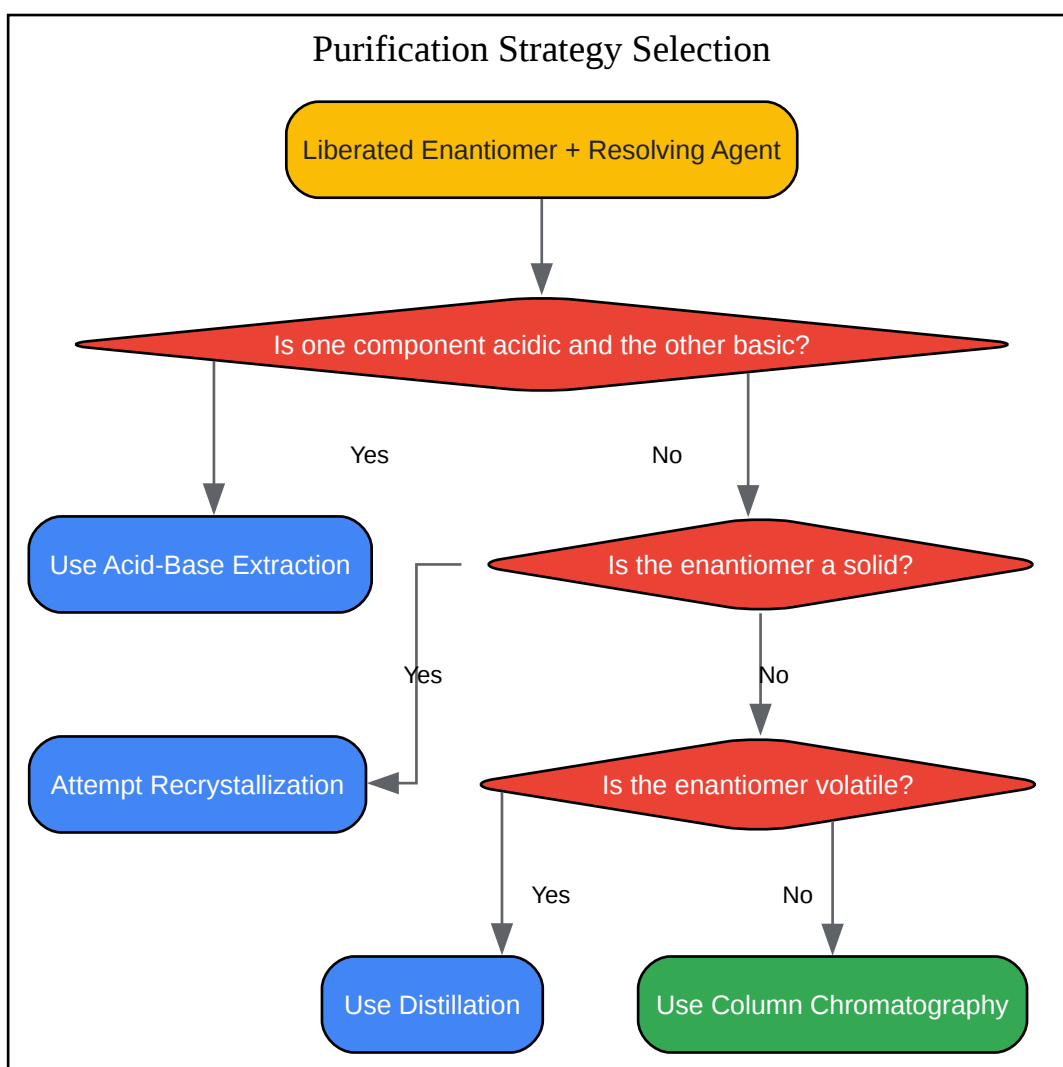 Purification Strategy Selection
Liberated Enantiomer + Resolving Agent
Is one component acidic and the other basic?
Yes
No
Use Acid-Base Extraction
Is the enantiomer a solid?
Yes
No
Attempt Recrystallization
Is the enantiomer volatile?
Yes
No
Use Distillation
Use Column Chromatography